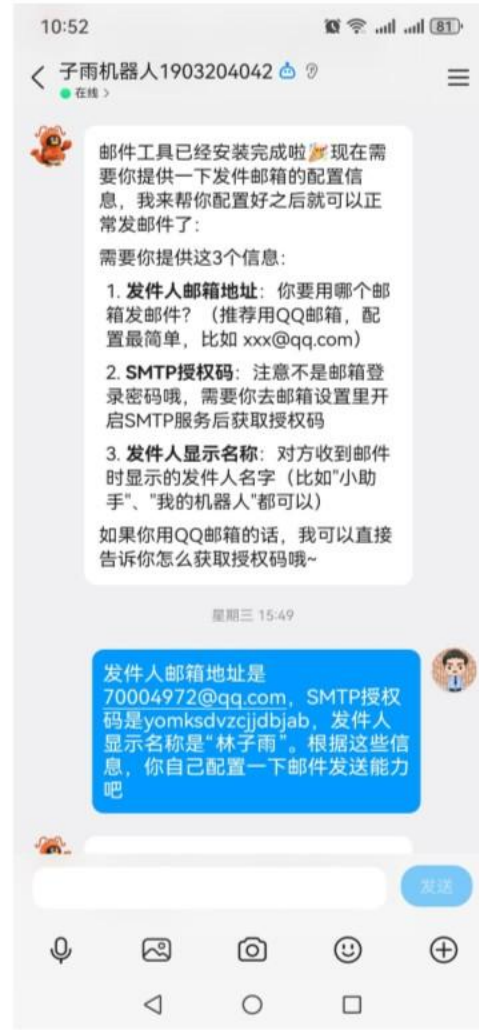 10:52
81
子雨机器人1903204042
在线 >
邮件工具已经安装完成啦🎉现在需
要你提供一下发件邮箱的配置信
息，我来帮你配置好之后就可以正
常发邮件了：
需要你提供这3个信息：
1. 发件人邮箱地址：你要用哪个邮
箱发邮件？（推荐用QQ邮箱，配
置最简单，比如 xxx@qq.com）
2. SMTP授权码：注意不是邮箱登
录密码哦，需要你去邮箱设置里开
启SMTP服务后获取授权码
3. 发件人显示名称：对方收到邮件
时显示的发件人名字（比如"小助
手"、"我的机器人"都可以）
如果你用QQ邮箱的话，我可以直接
告诉你怎么获取授权码哦~
星期三 15:49
发件人邮箱地址是
70004972@qq.com，SMTP授权
码是yomksdvzcjjdbjab，发件人
显示名称是“林子雨”。根据这些信
息，你自己配置一下邮件发送能力
吧
发送